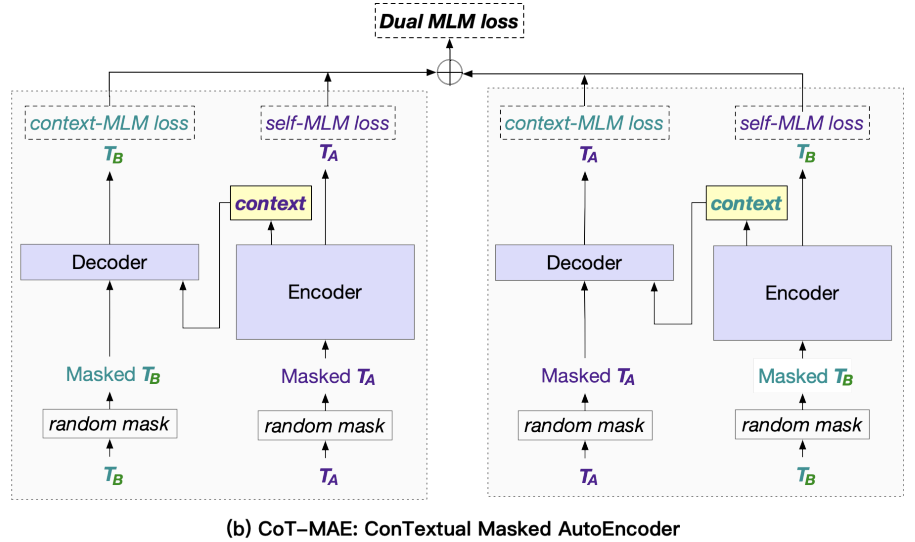 Dual MLM loss
context-MLM loss
self-MLM loss
T_B
T_A
context
Decoder
Encoder
Masked T_B
Masked T_A
random mask
random mask
T_B
T_A
context-MLM loss
self-MLM loss
T_A
T_B
context
Decoder
Encoder
Masked T_A
Masked T_B
random mask
random mask
T_A
T_B
(b) CoT-MAE: ConTextual Masked AutoEncoder